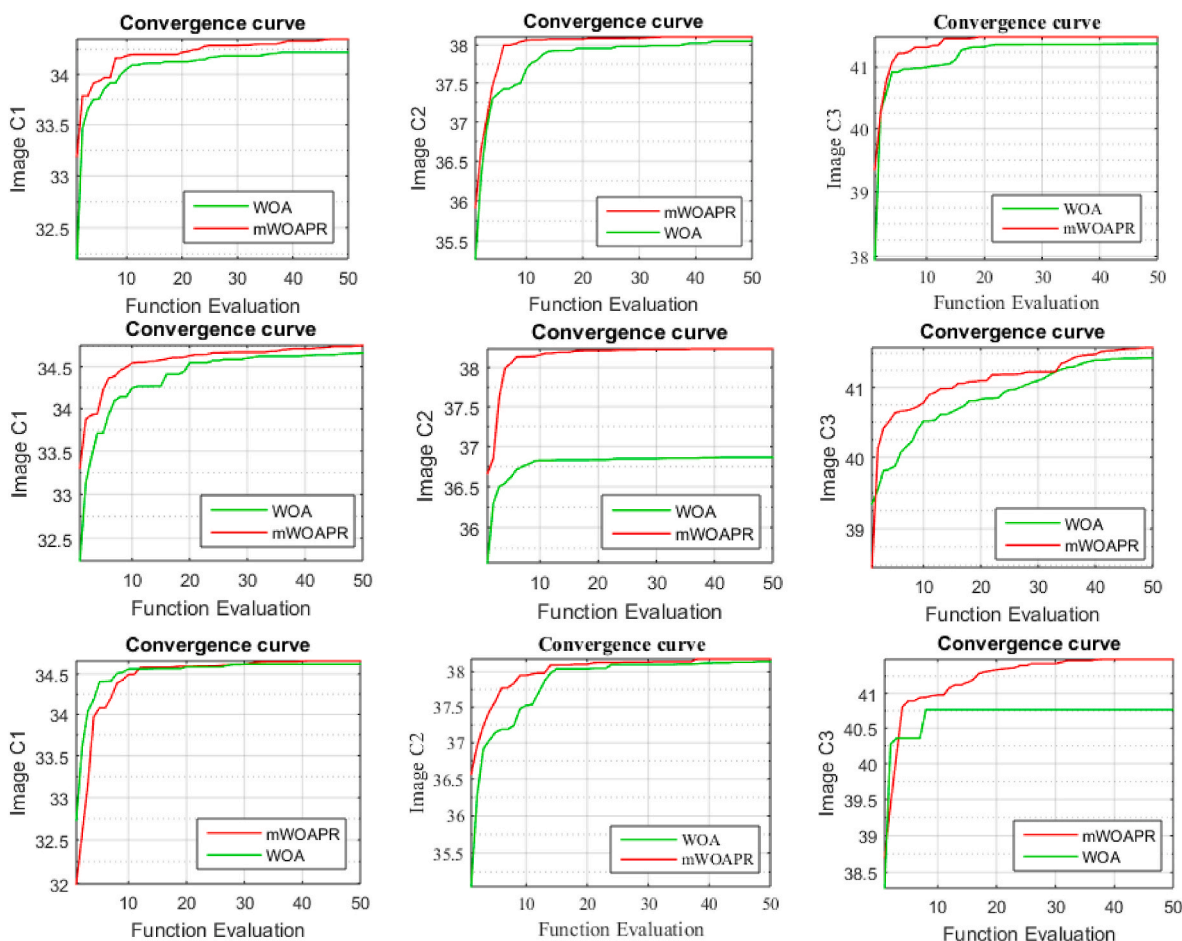 Convergence curve
Image C1
34
33.5
33
32.5
WOA
mWOAPR
10 20 30 40 50
Function Evaluation
Convergence curve
Image C2
38
37.5
37
36.5
36
35.5
mWOAPR
WOA
10 20 30 40 50
Function Evaluation
Convergence curve
Image C3
41
40
39
38
WOA
mWOAPR
10 20 30 40 50
Function Evaluation
Convergence curve
Image C1
34.5
34
33.5
33
32.5
WOA
mWOAPR
10 20 30 40 50
Function Evaluation
Convergence curve
Image C2
38
37.5
37
36.5
36
WOA
mWOAPR
10 20 30 40 50
Function Evaluation
Convergence curve
Image C3
41
40
39
WOA
mWOAPR
10 20 30 40 50
Function Evaluation
Convergence curve
Image C1
34.5
34
33.5
33
32.5
32
mWOAPR
WOA
10 20 30 40 50
Function Evaluation
Convergence curve
Image C2
38
37.5
37
36.5
36
35.5
WOA
mWOAPR
10 20 30 40 50
Function Evaluation
Convergence curve
Image C3
41
40.5
40
39.5
39
38.5
mWOAPR
WOA
10 20 30 40 50
Function Evaluation